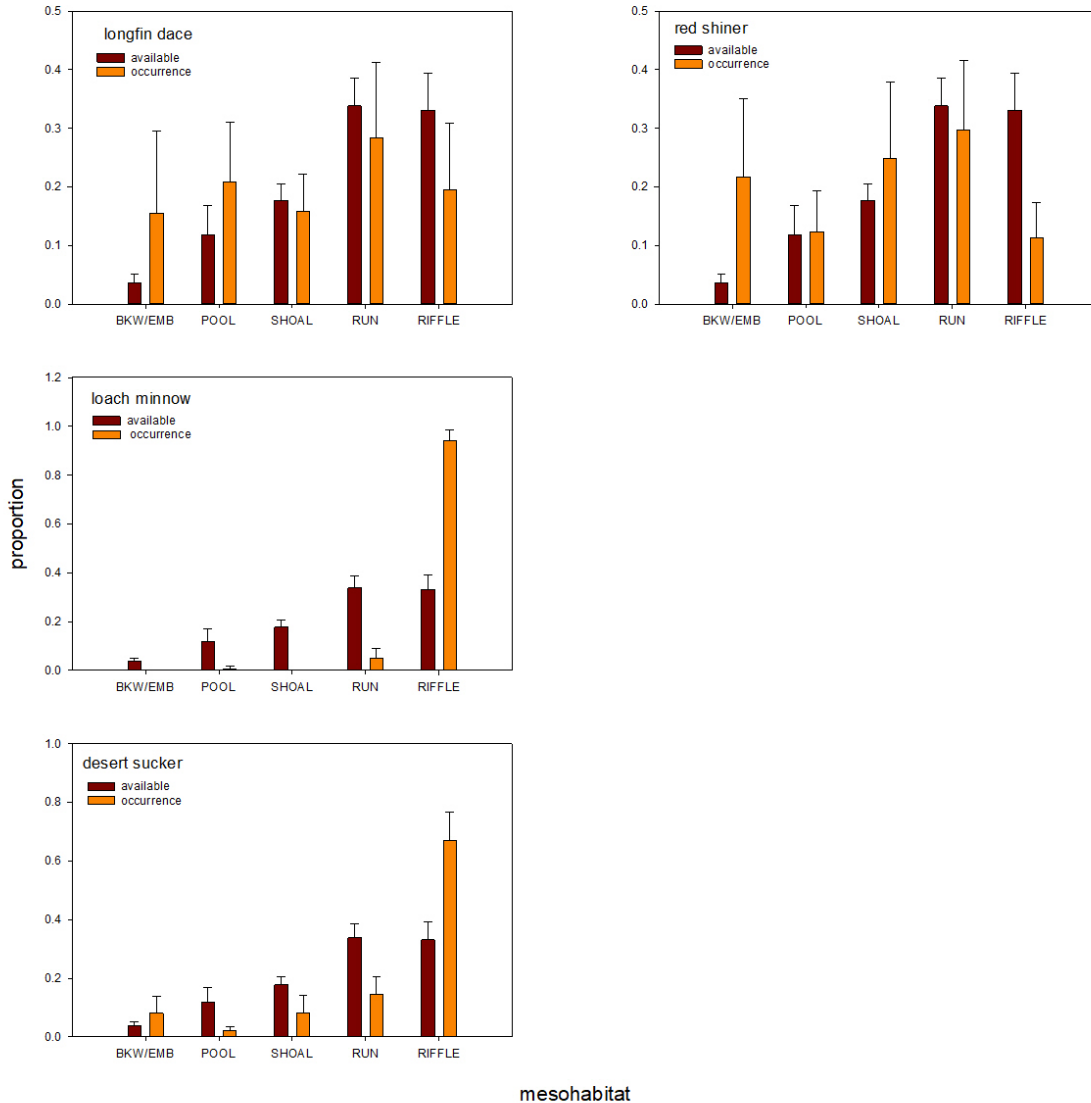 longfin dace
available
occurrence
0.5
0.4
0.3
0.2
0.1
0.0
BKW/EMB POOL SHOAL RUN RIFFLE
red shiner
available
occurrence
0.5
0.4
0.3
0.2
0.1
0.0
BKW/EMB POOL SHOAL RUN RIFFLE
loach minnow
available
occurrence
1.2
1.0
0.8
0.6
0.4
0.2
0.0
BKW/EMB POOL SHOAL RUN RIFFLE
proportion
desert sucker
available
occurrence
1.0
0.8
0.6
0.4
0.2
0.0
BKW/EMB POOL SHOAL RUN RIFFLE
mesohabitat